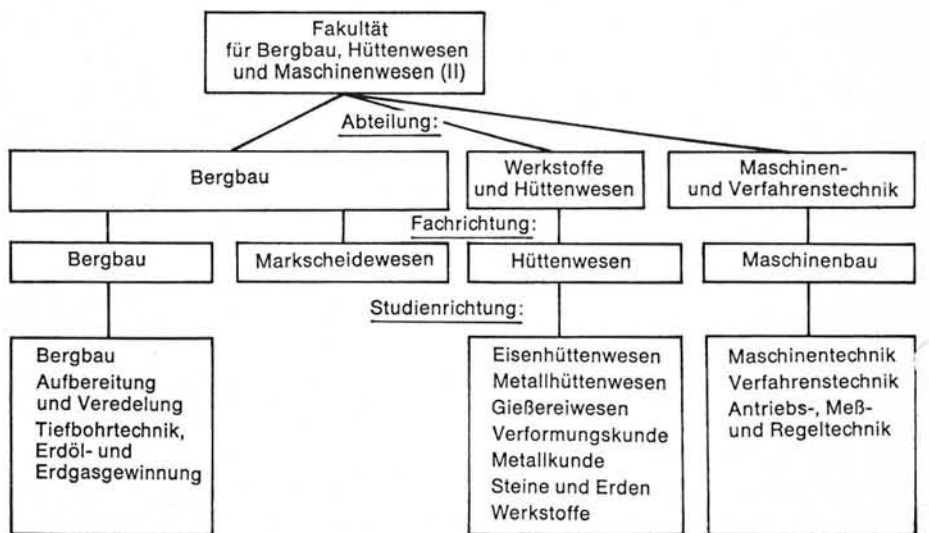 Fakultät
für Bergbau, Hüttenwesen
und Maschinenwesen (II)
Abteilung:
Bergbau
Werkstoffe
und Hüttenwesen
Maschinen-
und Verfahrenstechnik
Fachrichtung:
Bergbau
Markscheidewesen
Hüttenwesen
Maschinenbau
Studienrichtung:
Bergbau
Aufbereitung
und Veredelung
Tiefbohrtechnik,
Erdöl- und
Erdgasgewinnung
Eisenhüttenwesen
Metallhüttenwesen
Gießereiwesen
Verformungskunde
Metallkunde
Steine und Erden
Werkstoffe
Maschinentechnik
Verfahrenstechnik
Antriebs-, Meß-
und Regeltechnik